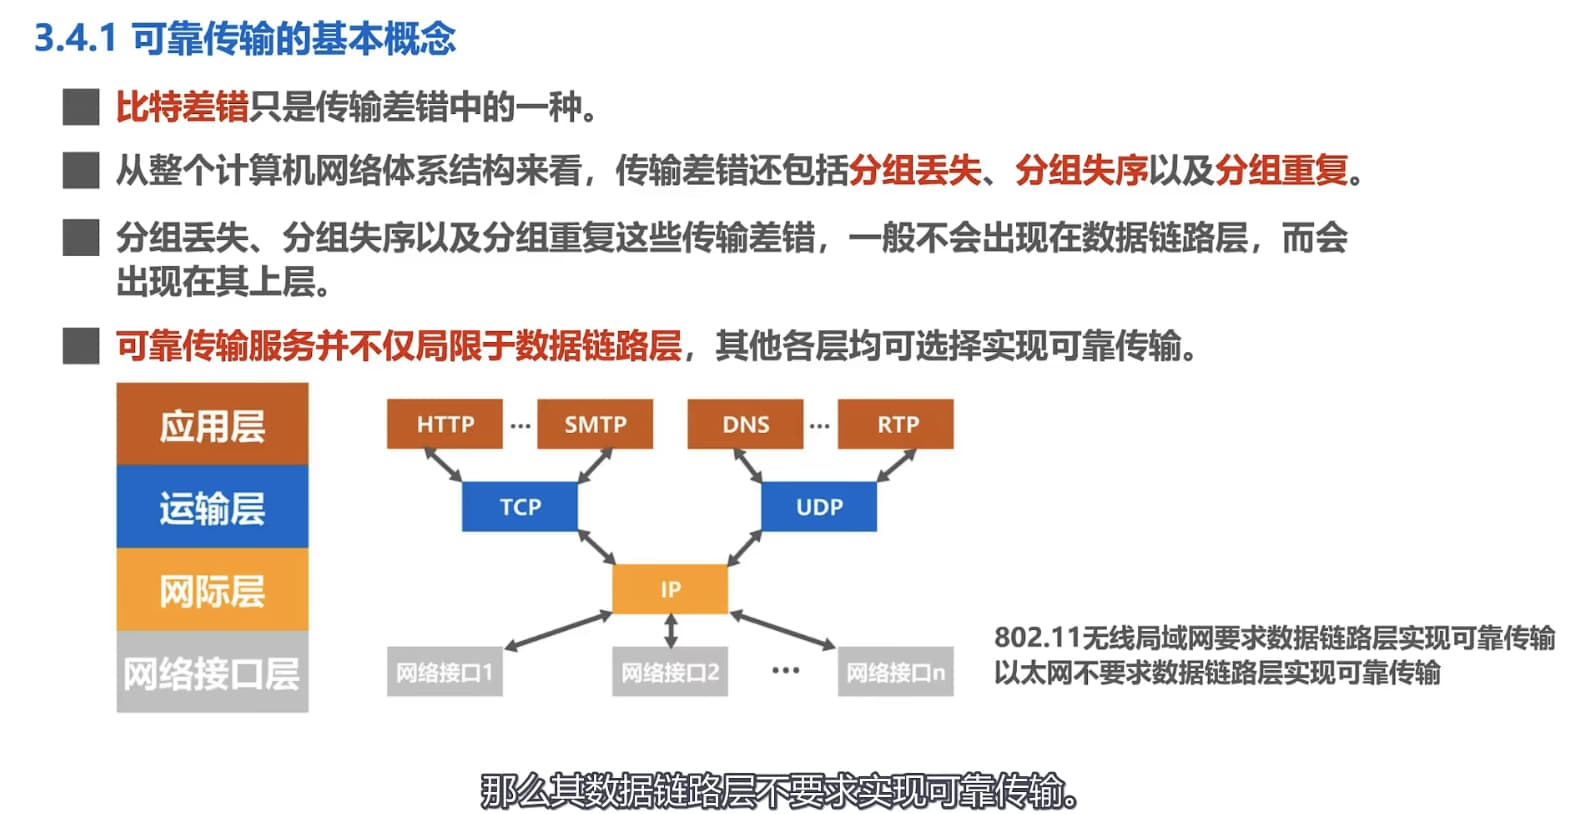 3.4.1 可靠传输的基本概念
比特差错只是传输差错中的一种。
从整个计算机网络体系结构来看，传输差错还包括分组丢失、分组失序以及分组重复。
分组丢失、分组失序以及分组重复这些传输差错，一般不会出现在数据链路层，而会
出现在其上层。
可靠传输服务并不仅局限于数据链路层，其他各层均可选择实现可靠传输。
应用层
HTTP ··· SMTP DNS ··· RTP
运输层
TCP UDP
网际层
IP
网络接口层
网络接口1 网络接口2 ··· 网络接口n
802.11无线局域网要求数据链路层实现可靠传输
以太网不要求数据链路层实现可靠传输
那么其数据链路层不要求实现可靠传输。